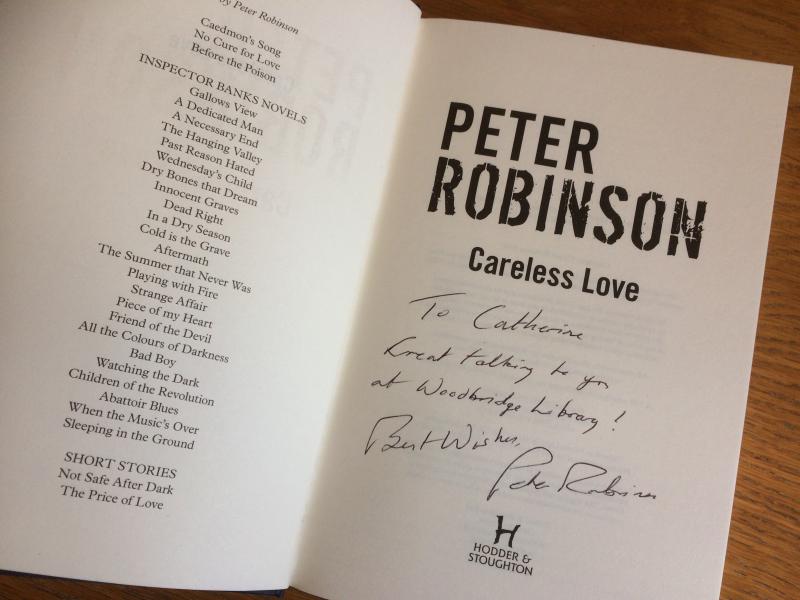 by Peter Robinson
Caedmon's Song
No Cure for Love
Before the Poison
INSPECTOR BANKS NOVELS
Gallows View
A Dedicated Man
A Necessary End
The Hanging Valley
Past Reason Hated
Wednesday's Child
Dry Bones that Dream
Innocent Graves
Dead Right
In a Dry Season
Cold is the Grave
Aftermath
The Summer that Never Was
Playing with Fire
Strange Affair
Piece of my Heart
Friend of the Devil
All the Colours of Darkness
Bad Boy
Watching the Dark
Children of the Revolution
Abattoir Blues
When the Music's Over
Sleeping in the Ground
SHORT STORIES
Not Safe After Dark
The Price of Love
PETER
ROBINSON
Careless Love
To Catherine
Great talking to you
at Woodbridge Library!
Best Wishes,
Peter Robinson
HODDER &
STOUGHTON